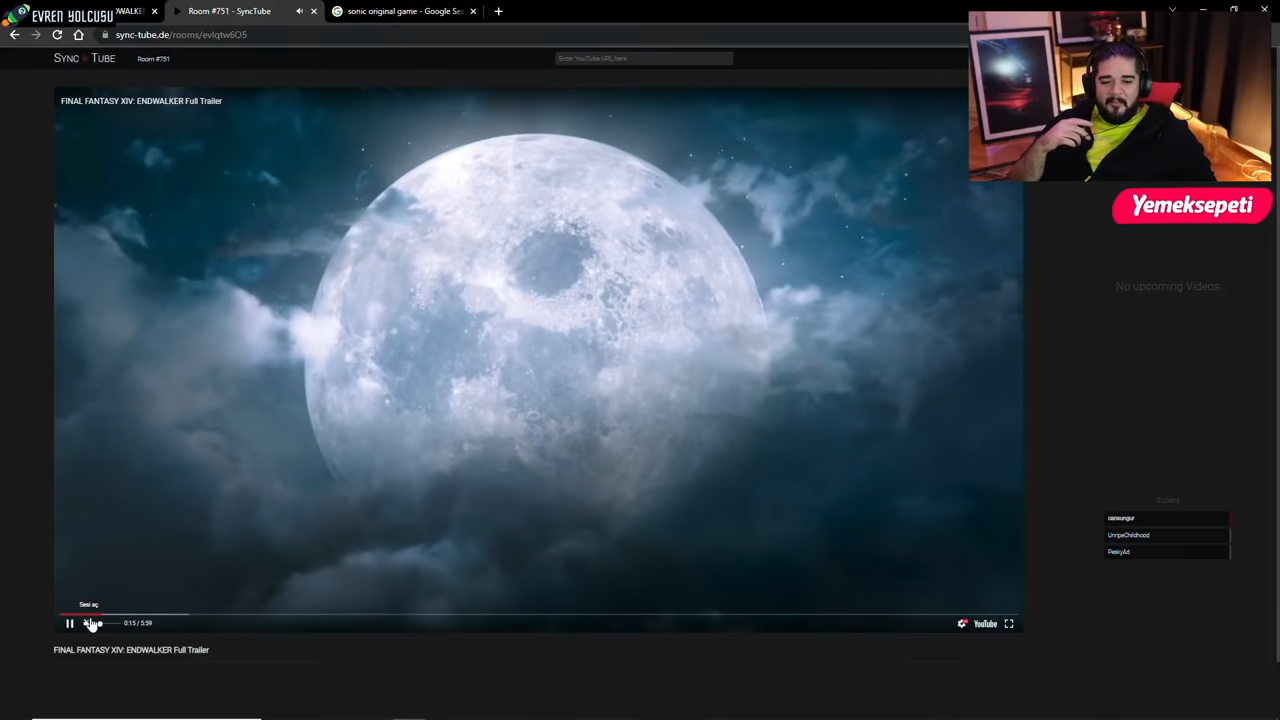 EVREN YOLCUSU
WALKER)
Room #751 - SyncTube
sonic original game - Google Se
sync-tube.de/rooms/evlqtw6O5
SYNC TUBE
Room #751
Enter YouTube URL here
FINAL FANTASY XIV: ENDWALKER Full Trailer
Yemeksepeti
No upcoming Videos
3 Users
cansungur
UnripeChildhood
PeskyAd
Sesi aç
0:15 / 5:59
YouTube
FINAL FANTASY XIV: ENDWALKER Full Trailer